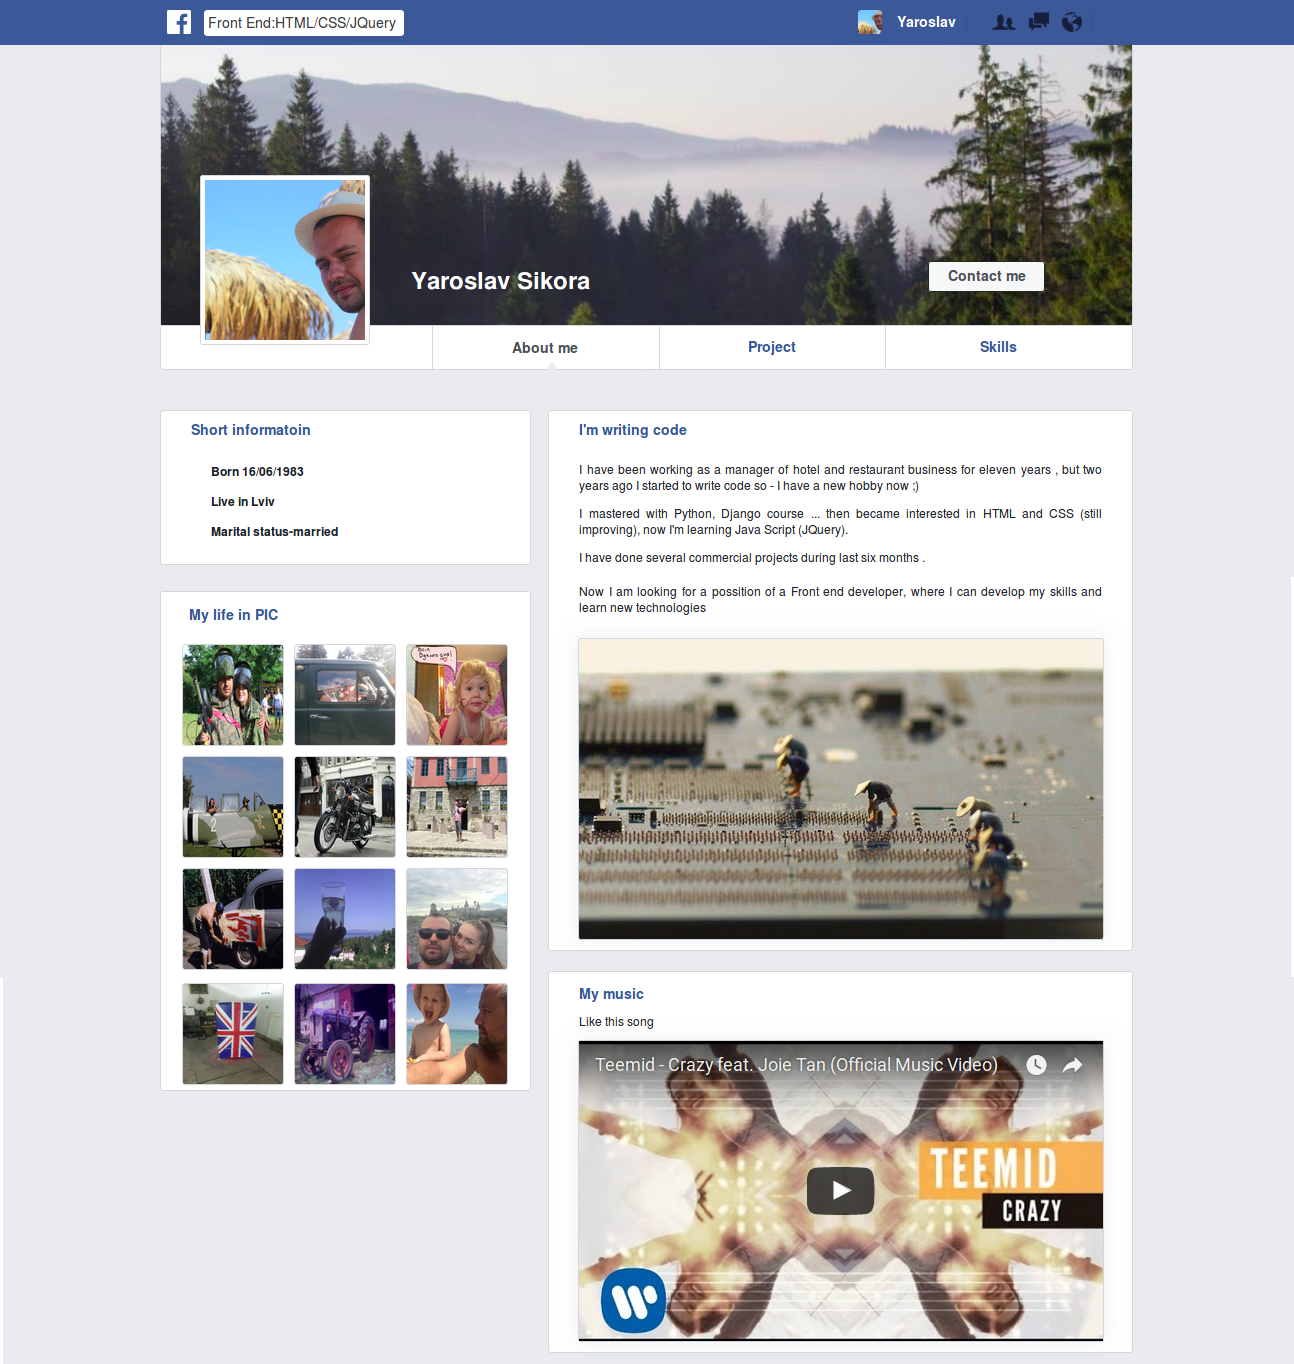 Front End:HTML/CSS/JQuery
Yaroslav
Yaroslav Sikora
Contact me
About me
Project
Skills
Short informatoin
Born 16/06/1983
Live in Lviv
Marital status-married
My life in PIC
I'm writing code
I have been working as a manager of hotel and restaurant business for eleven years , but two
years ago I started to write code so - I have a new hobby now ;)
I mastered with Python, Django course ... then became interested in HTML and CSS (still
improving), now I'm learning Java Script (JQuery).
I have done several commercial projects during last six months .
Now I am looking for a possition of a Front end developer, where I can develop my skills and
learn new technologies
My music
Like this song
Teemid - Crazy feat. Joie Tan (Official Music Video)
TEEMID
CRAZY